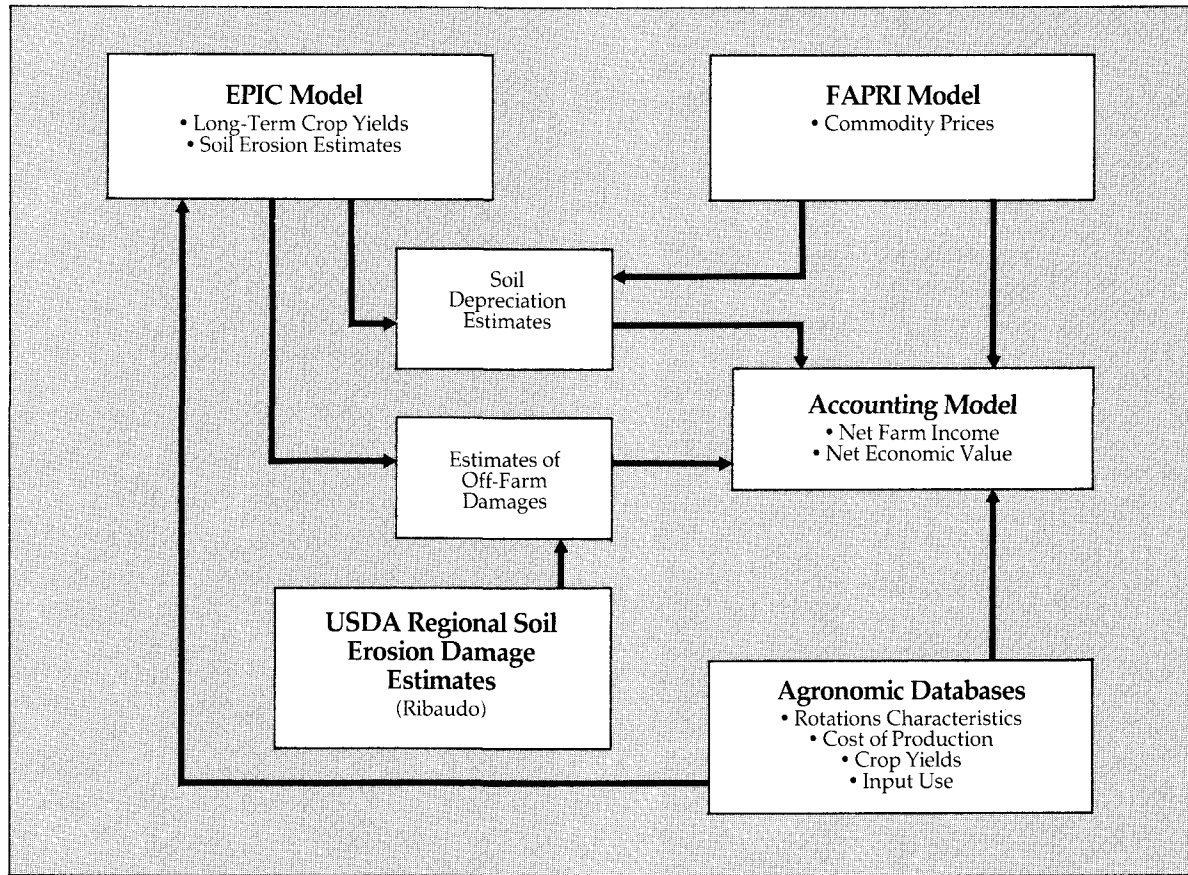 EPIC Model
• Long-Term Crop Yields
• Soil Erosion Estimates
FAPRI Model
• Commodity Prices
Soil
Depreciation
Estimates
Accounting Model
• Net Farm Income
• Net Economic Value
Estimates of
Off-Farm
Damages
USDA Regional Soil
Erosion Damage
Estimates
(Ribaudo)
Agronomic Databases
• Rotations Characteristics
• Cost of Production
• Crop Yields
• Input Use